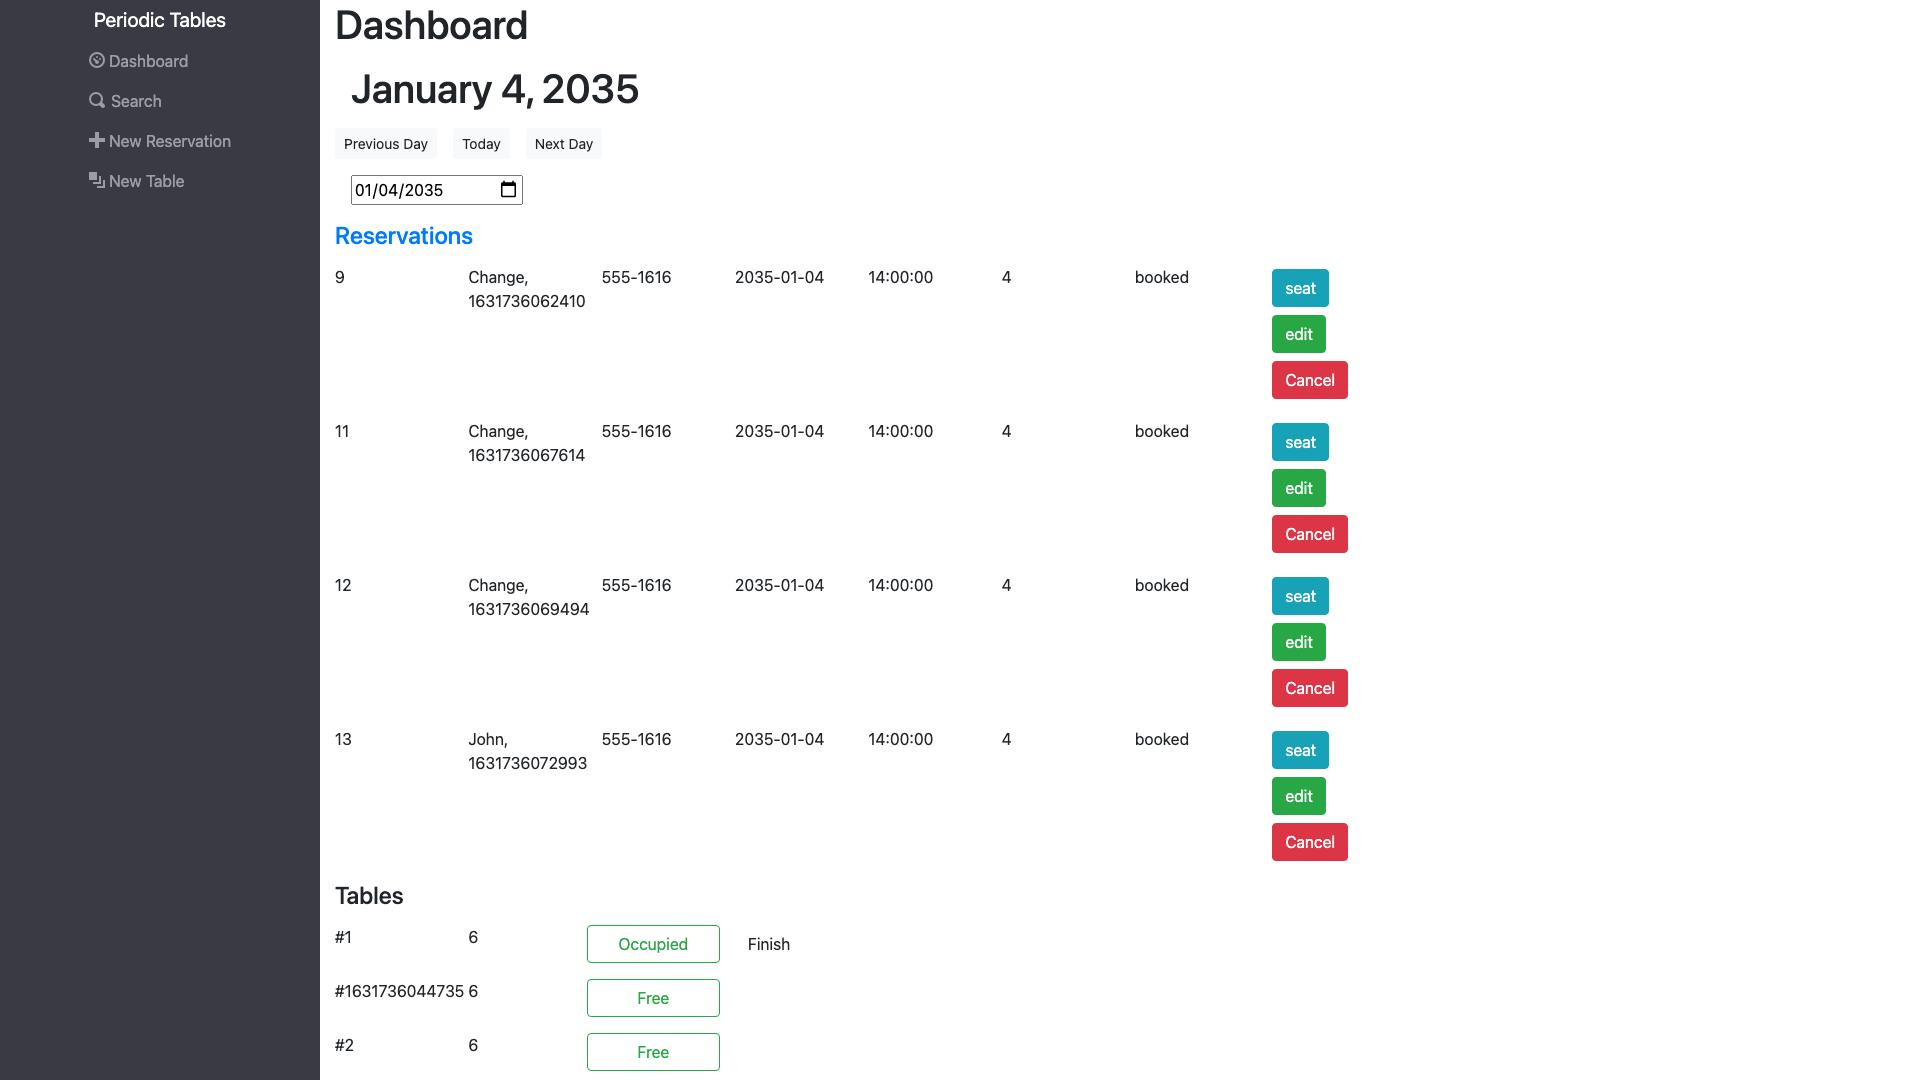 Periodic Tables
Dashboard
Search
New Reservation
New Table
Dashboard
January 4, 2035
Previous Day Today Next Day
01/04/2035
Reservations
9 Change, 555-1616 2035-01-04 14:00:00 4 booked seat
1631736062410
edit
Cancel
11 Change, 555-1616 2035-01-04 14:00:00 4 booked seat
1631736067614
edit
Cancel
12 Change, 555-1616 2035-01-04 14:00:00 4 booked seat
1631736069494
edit
Cancel
13 John, 555-1616 2035-01-04 14:00:00 4 booked seat
1631736072993
edit
Cancel
Tables
#1 6 Occupied Finish
#1631736044735 6 Free
#2 6 Free